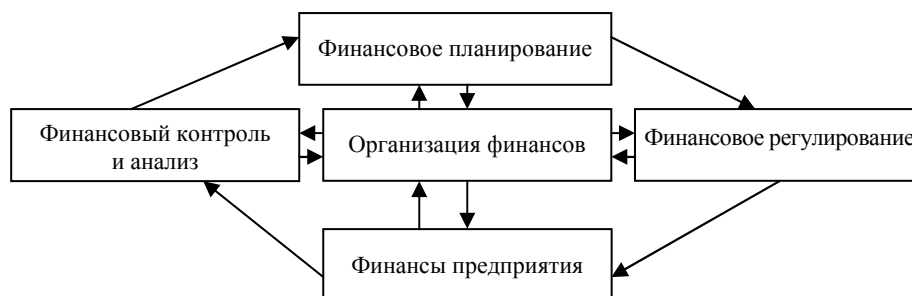 Финансовое планирование
Финансовый контроль
и анализ
Организация финансов
Финансовое регулирование
Финансы предприятия